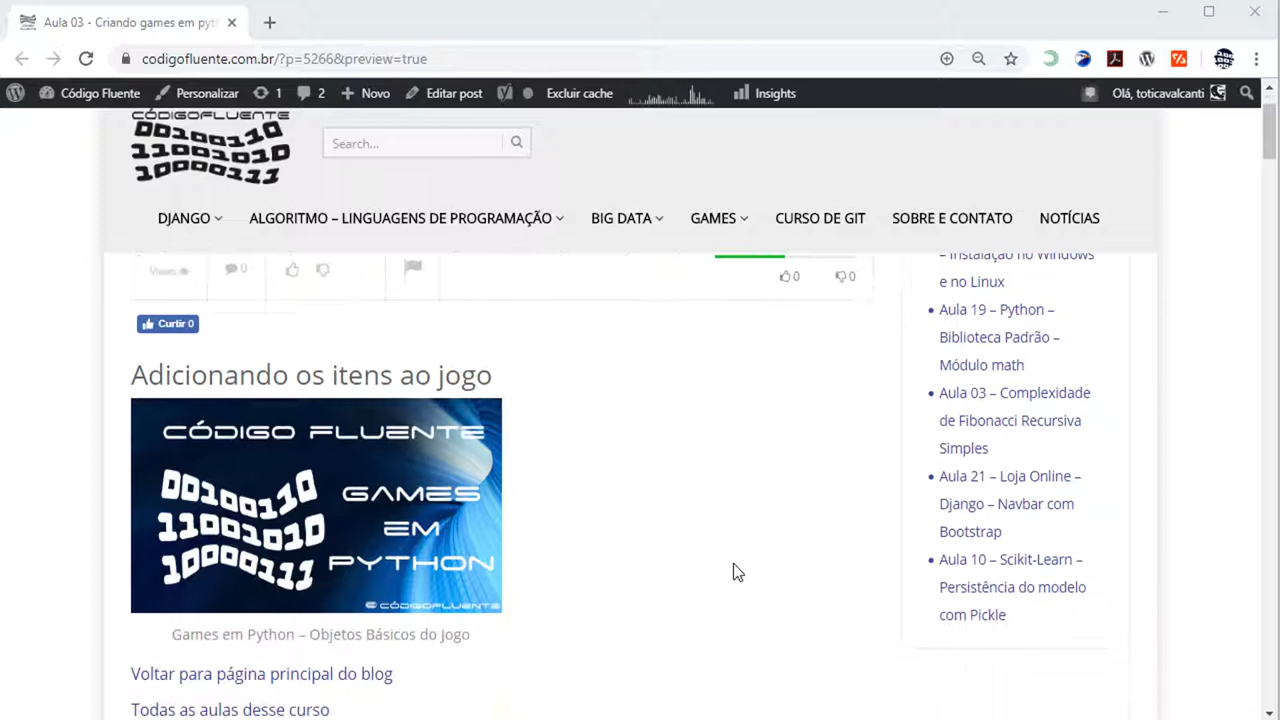 Aula 03 - Criando games em pyt
codigofluente.com.br/?p=5266&preview=true
Código Fluente
Personalizar
1
2
Novo
Editar post
Excluir cache
Insights
Olá, toticavalcanti
CÓDIGOFLUENTE
00100110
11001010
10000111
Search...
DJANGO
ALGORITMO – LINGUAGENS DE PROGRAMAÇÃO
BIG DATA
GAMES
CURSO DE GIT
SOBRE E CONTATO
NOTÍCIAS
Views
0
0
0
Curtir 0
Adicionando os itens ao jogo
CÓDIGO FLUENTE
00100110
11001010
10000111
GAMES
EM
PYTHON
© CÓDIGOFLUENTE
Games em Python – Objetos Básicos do jogo
Voltar para página principal do blog
Todas as aulas desse curso
– Instalação no Windows
e no Linux
Aula 19 – Python –
Biblioteca Padrão –
Módulo math
Aula 03 – Complexidade
de Fibonacci Recursiva
Simples
Aula 21 – Loja Online –
Django – Navbar com
Bootstrap
Aula 10 – Scikit-Learn –
Persistência do modelo
com Pickle